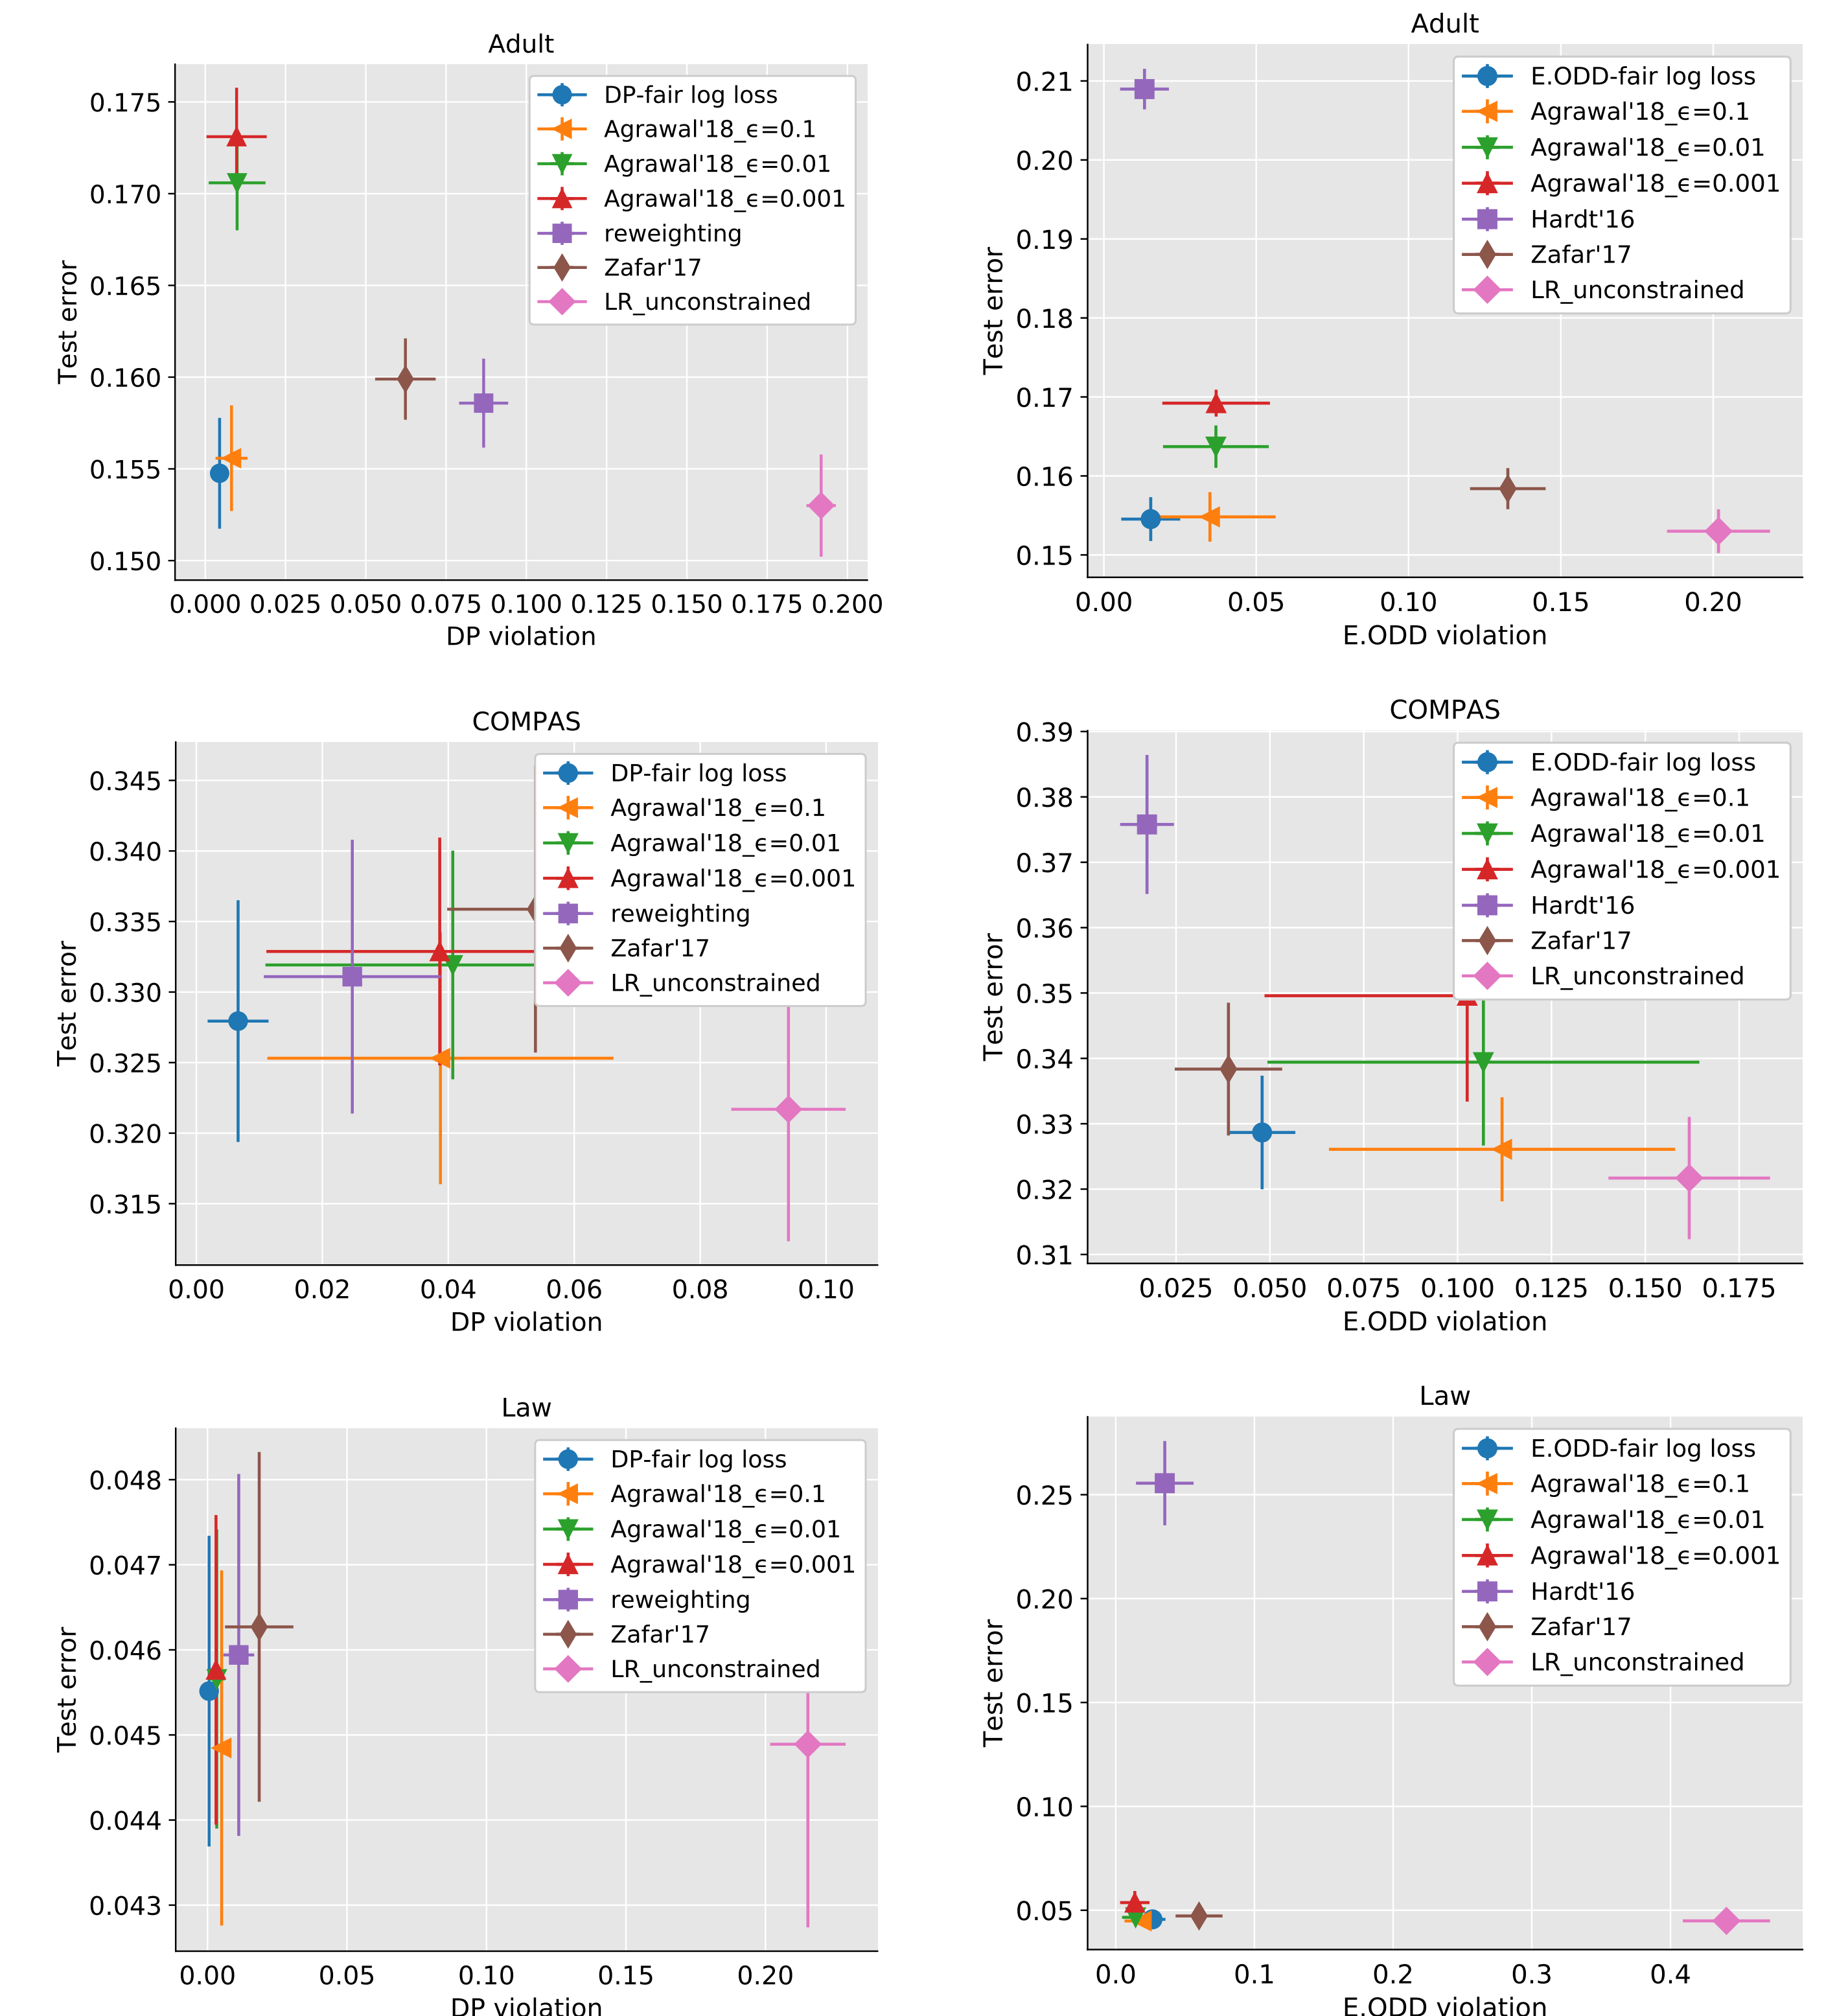 Adult
0.175
0.170
0.165
0.160
0.155
0.150
Test error
DP-fair log loss
Agrawal'18_ϵ=0.1
Agrawal'18_ϵ=0.01
Agrawal'18_ϵ=0.001
reweighting
Zafar'17
LR_unconstrained
0.000 0.025 0.050 0.075 0.100 0.125 0.150 0.175 0.200
DP violation
Adult
0.21
0.20
0.19
0.18
0.17
0.16
0.15
Test error
E.ODD-fair log loss
Agrawal'18_ϵ=0.1
Agrawal'18_ϵ=0.01
Agrawal'18_ϵ=0.001
Hardt'16
Zafar'17
LR_unconstrained
0.00 0.05 0.10 0.15 0.20
E.ODD violation
COMPAS
0.345
0.340
0.335
0.330
0.325
0.320
0.315
Test error
DP-fair log loss
Agrawal'18_ϵ=0.1
Agrawal'18_ϵ=0.01
Agrawal'18_ϵ=0.001
reweighting
Zafar'17
LR_unconstrained
0.00 0.02 0.04 0.06 0.08 0.10
DP violation
COMPAS
0.39
0.38
0.37
0.36
0.35
0.34
0.33
0.32
0.31
Test error
E.ODD-fair log loss
Agrawal'18_ϵ=0.1
Agrawal'18_ϵ=0.01
Agrawal'18_ϵ=0.001
Hardt'16
Zafar'17
LR_unconstrained
0.025 0.050 0.075 0.100 0.125 0.150 0.175
E.ODD violation
Law
0.048
0.047
0.046
0.045
0.044
0.043
Test error
DP-fair log loss
Agrawal'18_ϵ=0.1
Agrawal'18_ϵ=0.01
Agrawal'18_ϵ=0.001
reweighting
Zafar'17
LR_unconstrained
0.00 0.05 0.10 0.15 0.20
DP violation
Law
0.25
0.20
0.15
0.10
0.05
Test error
E.ODD-fair log loss
Agrawal'18_ϵ=0.1
Agrawal'18_ϵ=0.01
Agrawal'18_ϵ=0.001
Hardt'16
Zafar'17
LR_unconstrained
0.0 0.1 0.2 0.3 0.4
E.ODD violation